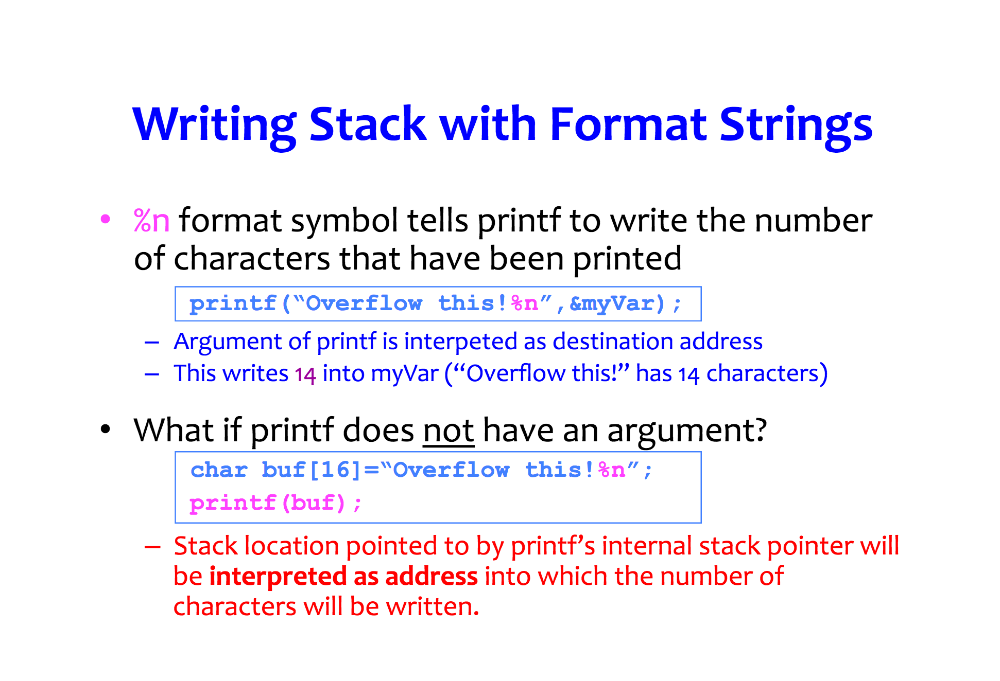 Writing Stack with Format Strings
• %n format symbol tells printf to write the number
of characters that have been printed
printf(“Overflow this!%n”,&myVar);
– Argument of printf is interpeted as destination address
– This writes 14 into myVar (“Overflow this!” has 14 characters)
• What if printf does not have an argument?
char buf[16]=“Overflow this!%n”;
printf(buf);
– Stack location pointed to by printf’s internal stack pointer will
be interpreted as address into which the number of
characters will be written.